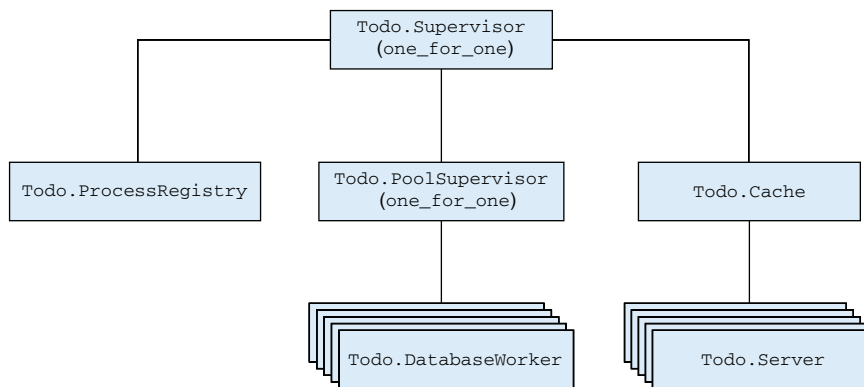 Todo.Supervisor
(one_for_one)
Todo.ProcessRegistry
Todo.PoolSupervisor
(one_for_one)
Todo.Cache
Todo.DatabaseWorker
Todo.Server